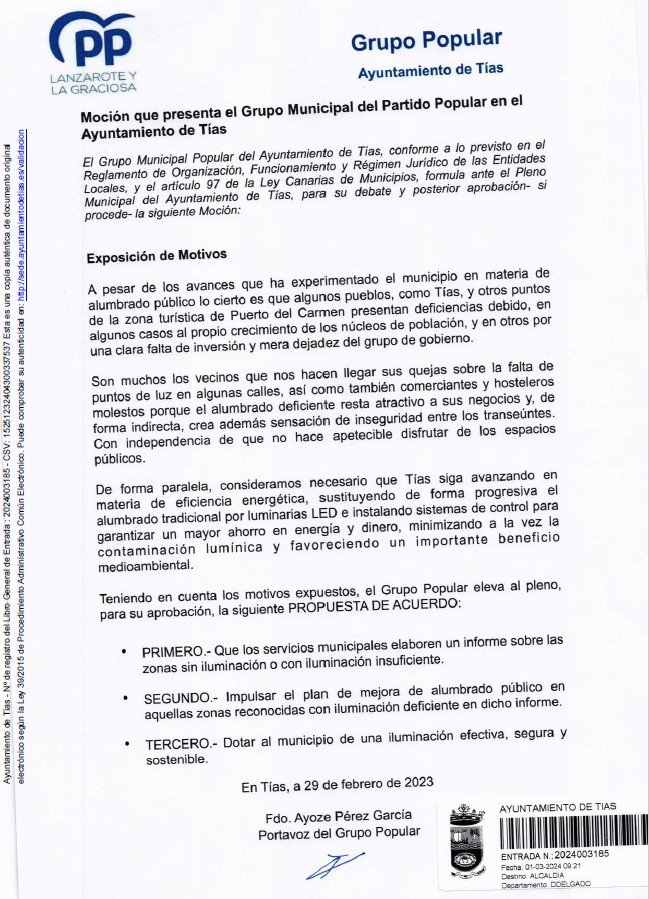 pp
LANZAROTE Y
LA GRACIOSA
Grupo Popular
Ayuntamiento de Tías
Moción que presenta el Grupo Municipal del Partido Popular en el
Ayuntamiento de Tías
El Grupo Municipal Popular del Ayuntamiento de Tías, conforme a lo previsto en el
Reglamento de Organización, Funcionamiento y Régimen Jurídico de las Entidades
Locales, y el artículo 97 de la Ley Canarias de Municipios, formula ante el Pleno
Municipal del Ayuntamiento de Tías, para su debate y posterior aprobación- si
procede- la siguiente Moción:
Exposición de Motivos
A pesar de los avances que ha experimentado el municipio en materia de
alumbrado público lo cierto es que algunos pueblos, como Tías, y otros puntos
de la zona turística de Puerto del Carmen presentan deficiencias debido, en
algunos casos al propio crecimiento de los núcleos de población, y en otros por
una clara falta de inversión y mera dejadez del grupo de gobierno.
Son muchos los vecinos que nos hacen llegar sus quejas sobre la falta de
puntos de luz en algunas calles, así como también comerciantes y hosteleros
molestos porque el alumbrado deficiente resta atractivo a sus negocios y, de
forma indirecta, crea además sensación de inseguridad entre los transeúntes.
Con independencia de que no hace apetecible disfrutar de los espacios
públicos.
De forma paralela, consideramos necesario que Tías siga avanzando en
materia de eficiencia energética, sustituyendo de forma progresiva el
alumbrado tradicional por luminarias LED e instalando sistemas de control para
garantizar un mayor ahorro en energía y dinero, minimizando a la vez la
contaminación lumínica y favoreciendo un importante beneficio
medioambiental.
Teniendo en cuenta los motivos expuestos, el Grupo Popular eleva al pleno,
para su aprobación, la siguiente PROPUESTA DE ACUERDO:
• PRIMERO.- Que los servicios municipales elaboren un informe sobre las
zonas sin iluminación o con iluminación insuficiente.
• SEGUNDO.- Impulsar el plan de mejora de alumbrado público en
aquellas zonas reconocidas con iluminación deficiente en dicho informe.
• TERCERO.- Dotar al municipio de una iluminación efectiva, segura y
sostenible.
En Tías, a 29 de febrero de 2023
Fdo. Ayoze Pérez García
Portavoz del Grupo Popular
AYUNTAMIENTO DE TIAS
ENTRADA N.: 2024003185
Fecha: 01-03-2024 09:21
Destino: ALCALDIA
Departamento: DDELGADO
Ayuntamiento de Tías - Nº de registro del Libro General de Entrada : 2024003185 - CSV: 15251232404300337537 Esta es una copia auténtica de documento original
electrónico según la Ley 39/2015 de Procedimiento Administrativo Común Electrónico. Puede comprobar su autenticidad en: http://sede.ayuntamientodetias.es/validacion